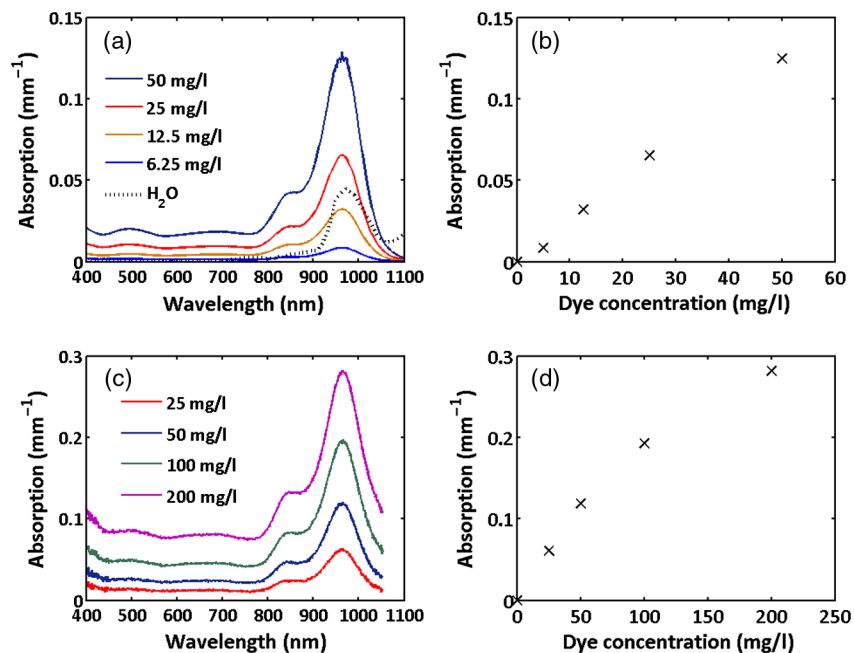 (a)
0.15
0.1
0.05
0
Absorption (mm−1)
50 mg/l
25 mg/l
12.5 mg/l
6.25 mg/l
H2O
400 500 600 700 800 900 1000 1100
Wavelength (nm)
(b)
0.15
0.1
0.05
0
Absorption (mm−1)
0 10 20 30 40 50 60
Dye concentration (mg/l)
(c)
0.3
0.2
0.1
0
Absorption (mm−1)
25 mg/l
50 mg/l
100 mg/l
200 mg/l
400 500 600 700 800 900 1000 1100
Wavelength (nm)
(d)
0.3
0.2
0.1
0
Absorption (mm−1)
0 50 100 150 200 250
Dye concentration (mg/l)